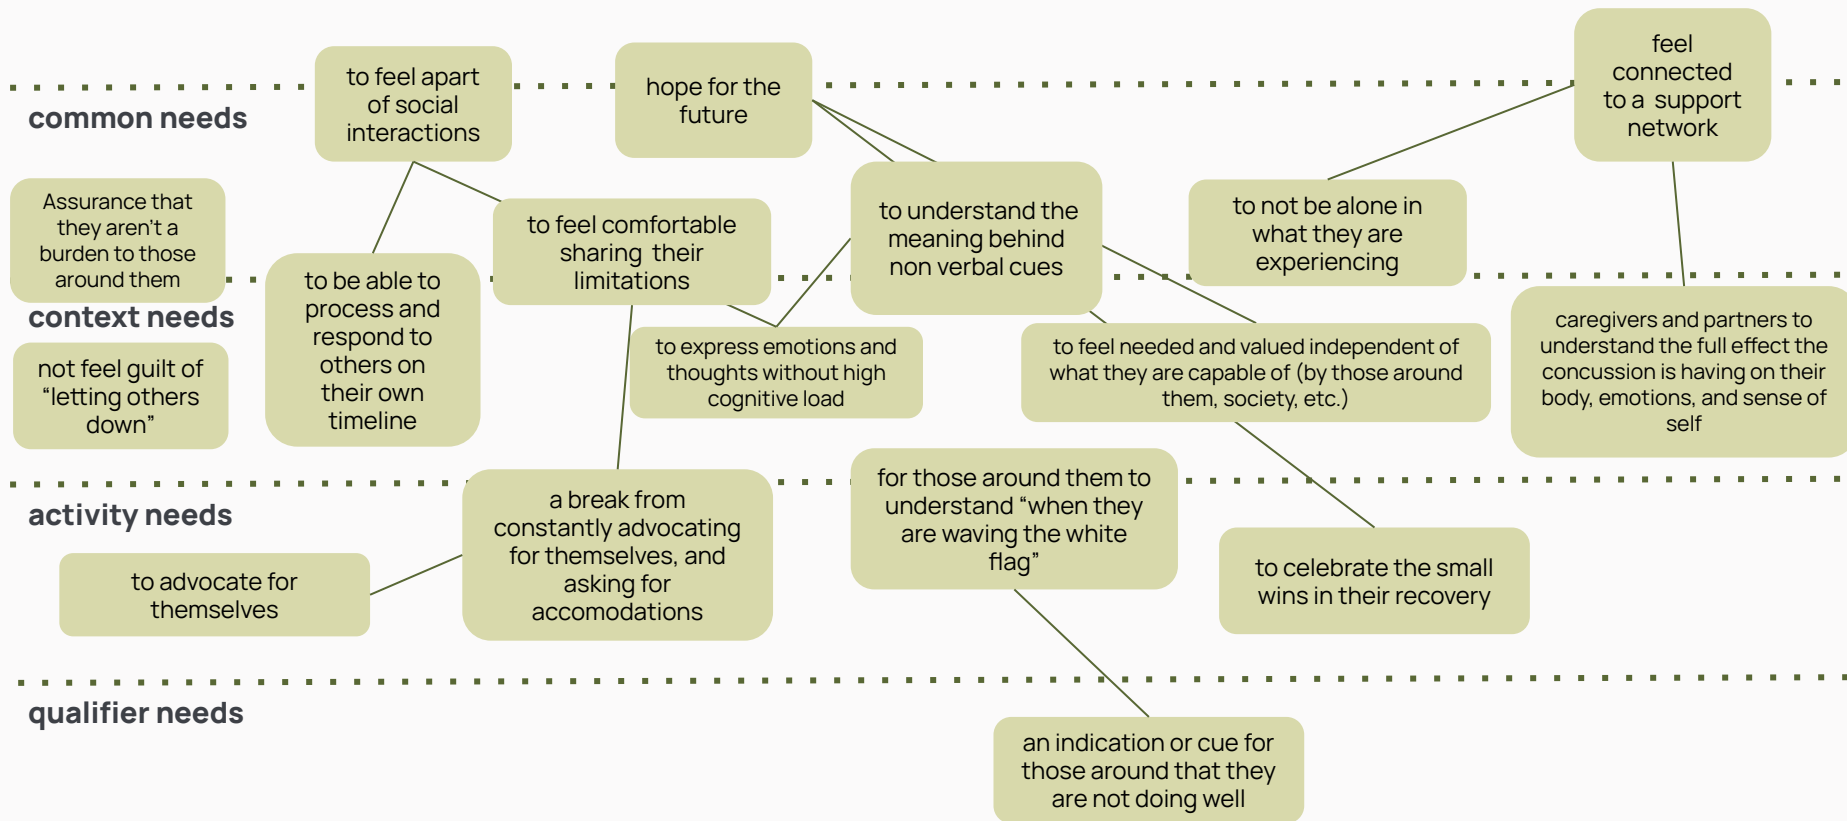 to feel apart
of social
interactions
hope for the
future
feel
connected
to a support
network
common needs
Assurance that
they aren't a
burden to those
around them
to feel comfortable
sharing their
limitations
to understand the
meaning behind
non verbal cues
to not be alone in
what they are
experiencing
to be able to
process and
respond to
others on
their own
timeline
context needs
not feel guilt of
“letting others
down”
to express emotions and
thoughts without high
cognitive load
to feel needed and valued independent of
what they are capable of (by those around
them, society, etc.)
caregivers and partners to
understand the full effect the
concussion is having on their
body, emotions, and sense of
self
activity needs
a break from
constantly advocating
for themselves, and
asking for
accomodations
for those around them to
understand “when they
are waving the white
flag”
to advocate for
themselves
to celebrate the small
wins in their recovery
qualifier needs
an indication or cue for
those around that they
are not doing well